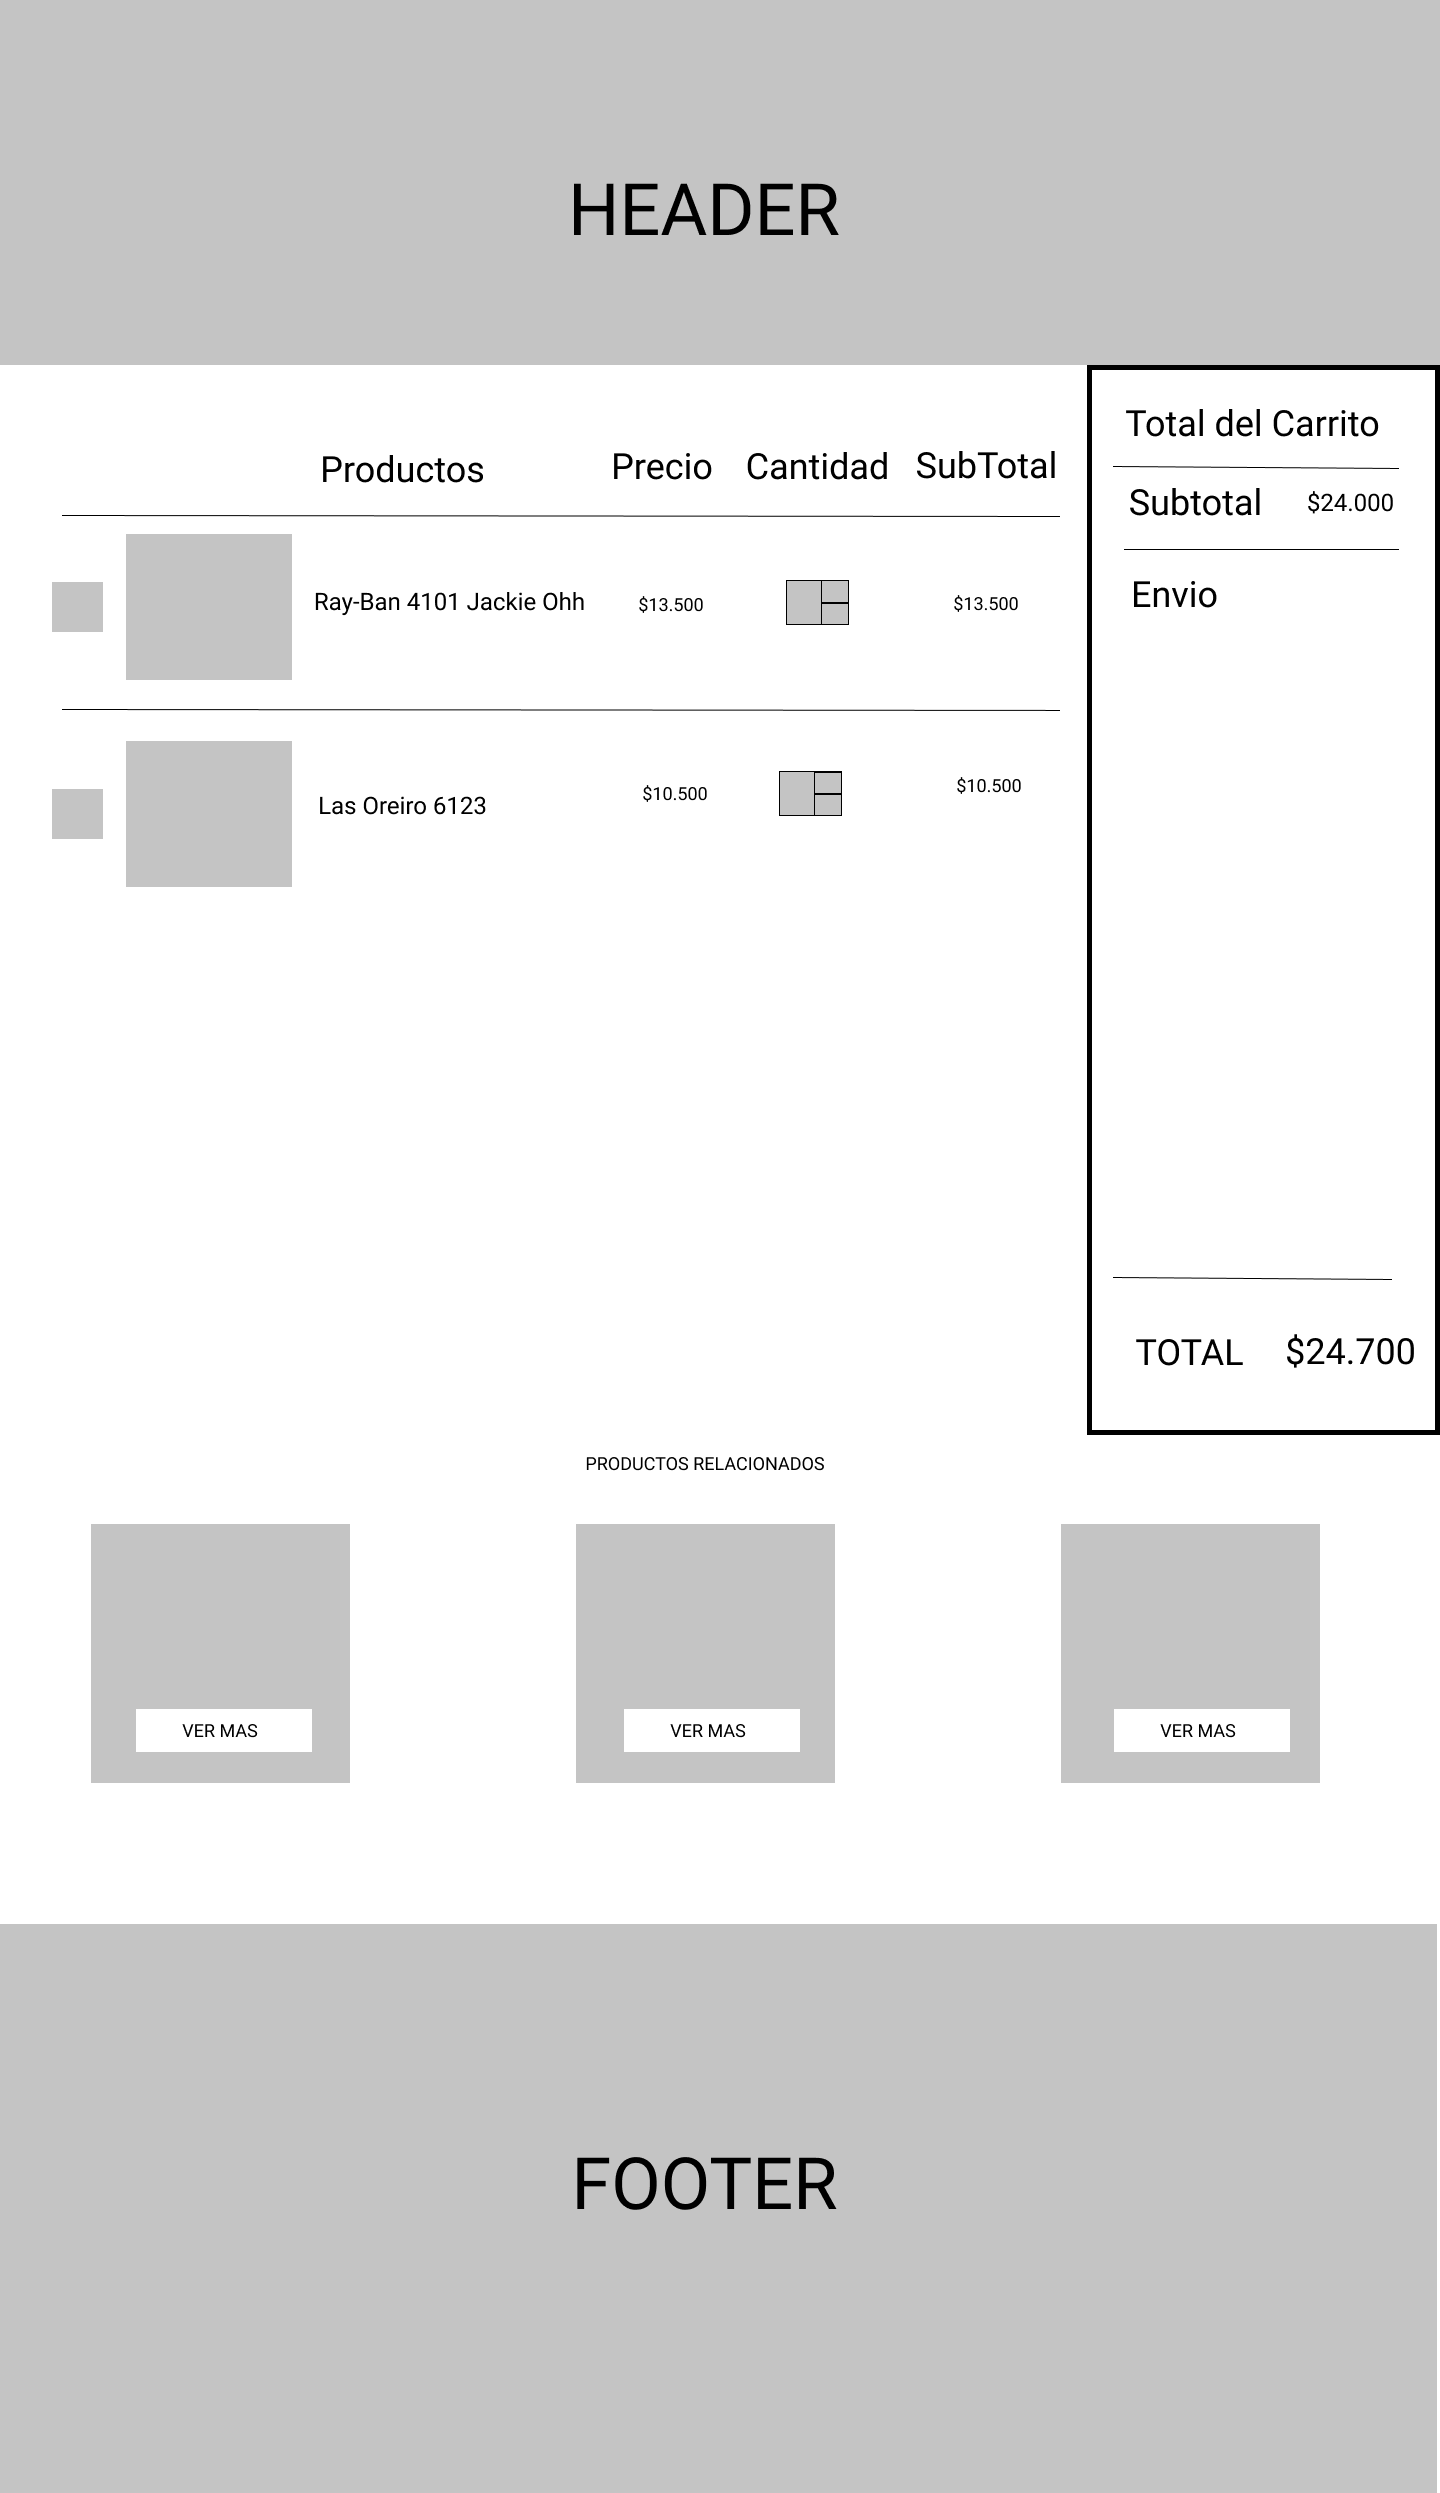 HEADER
Productos
Precio
Cantidad
SubTotal
Ray-Ban 4101 Jackie Ohh
$13.500
$13.500
Las Oreiro 6123
$10.500
$10.500
Total del Carrito
Subtotal $24.000
Envio
TOTAL $24.700
PRODUCTOS RELACIONADOS
VER MAS
VER MAS
VER MAS
FOOTER